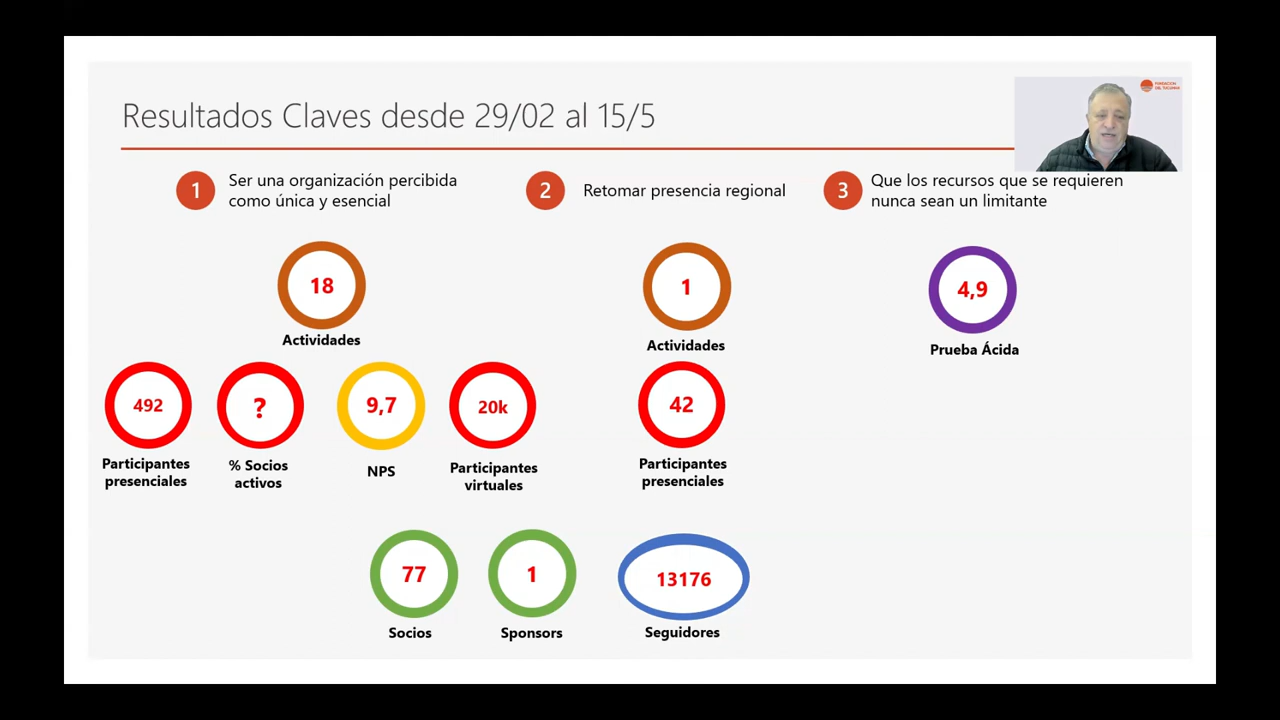 Resultados Claves desde 29/02 al 15/5
FUNDACION
DEL TUCUMAN
1
Ser una organización percibida
como única y esencial
2
Retomar presencia regional
3
Que los recursos que se requieren
nunca sean un limitante
18
Actividades
1
Actividades
4,9
Prueba Ácida
492
Participantes
presenciales
?
% Socios
activos
9,7
NPS
20k
Participantes
virtuales
42
Participantes
presenciales
77
Socios
1
Sponsors
13176
Seguidores